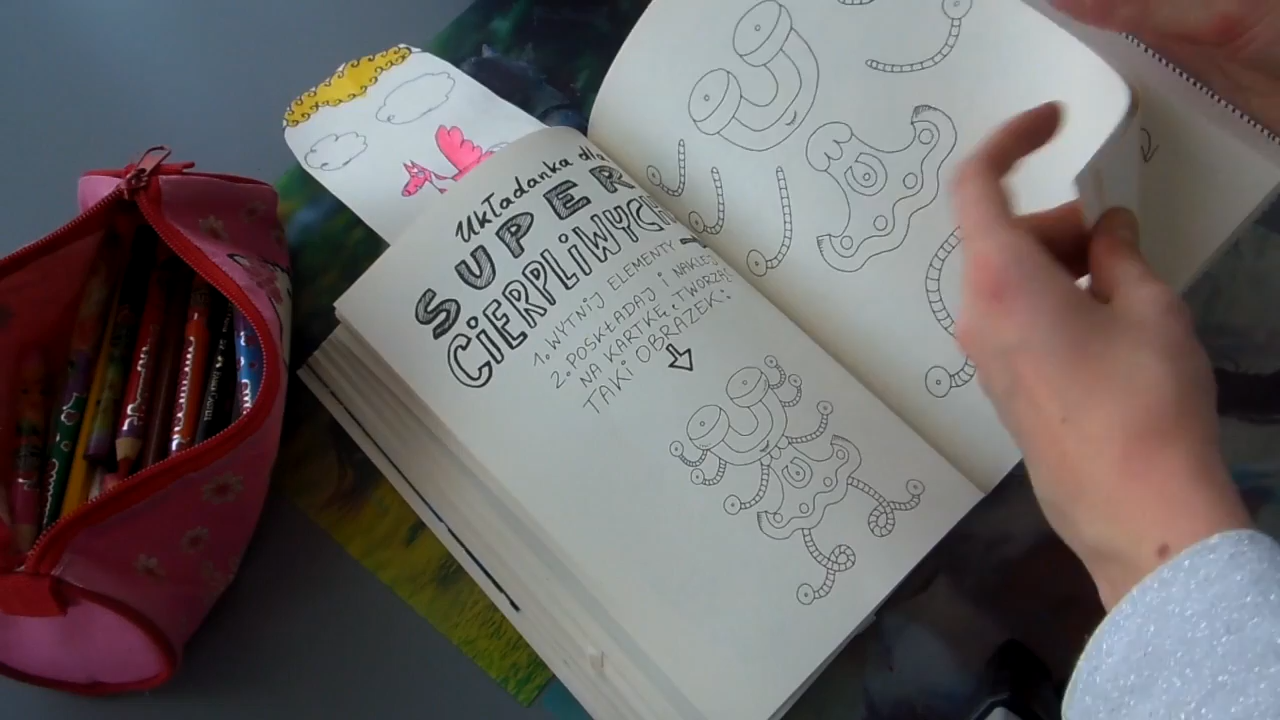 Układanka dla
SUPER
CiERPLiWYCH
1. WYTNIJ ELEMENTY
2. POSKŁADAJ I NAKLEJ
NA KARTKĘ, TWORZĄC
TAKi OBRAZEK: